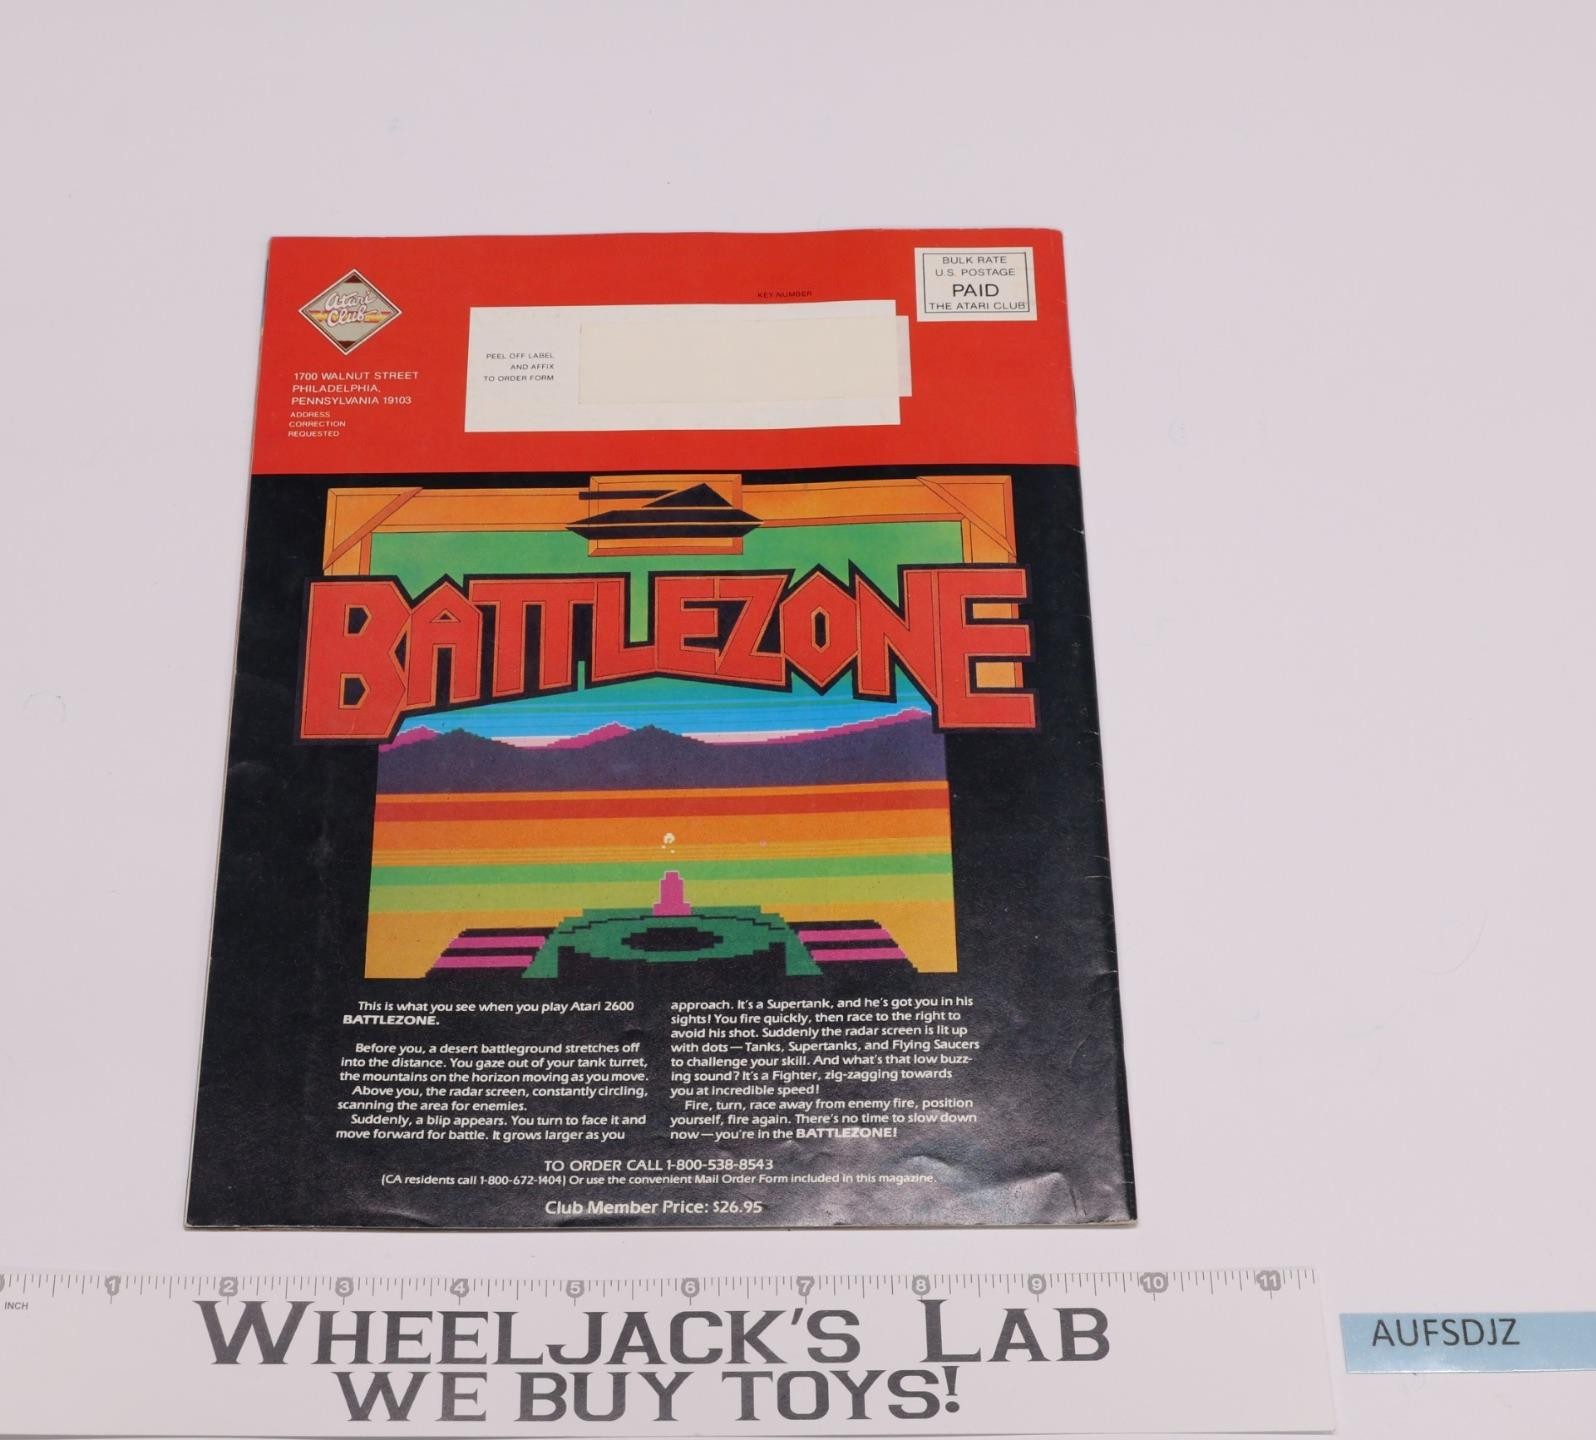 Atari
Club
1700 WALNUT STREET
PHILADELPHIA,
PENNSYLVANIA 19103
ADDRESS
CORRECTION
REQUESTED
KEY NUMBER
PEEL OFF LABEL
AND AFFIX
TO ORDER FORM
BULK RATE
U.S. POSTAGE
PAID
THE ATARI CLUB
BATTLEZONE
This is what you see when you play Atari 2600
BATTLEZONE.
Before you, a desert battleground stretches off
into the distance. You gaze out of your tank turret,
the mountains on the horizon moving as you move.
Above you, the radar screen, constantly circling,
scanning the area for enemies.
Suddenly, a blip appears. You turn to face it and
move forward for battle. It grows larger as you
approach. It's a Supertank, and he's got you in his
sights! You fire quickly, then race to the right to
avoid his shot. Suddenly the radar screen is lit up
with dots—Tanks, Supertanks, and Flying Saucers
to challenge your skill. And what's that low buzz-
ing sound? It's a Fighter, zig-zagging towards
you at incredible speed!
Fire, turn, race away from enemy fire, position
yourself, fire again. There's no time to slow down
now—you're in the BATTLEZONE!
TO ORDER CALL 1-800-538-8543
(CA residents call 1-800-672-1404) Or use the convenient Mail Order Form included in this magazine.
Club Member Price: $26.95
1 2 3 4 5 6 7 8 9 10 11
INCH
WHEELJACK'S LAB
WE BUY TOYS!
AUFSDJZ